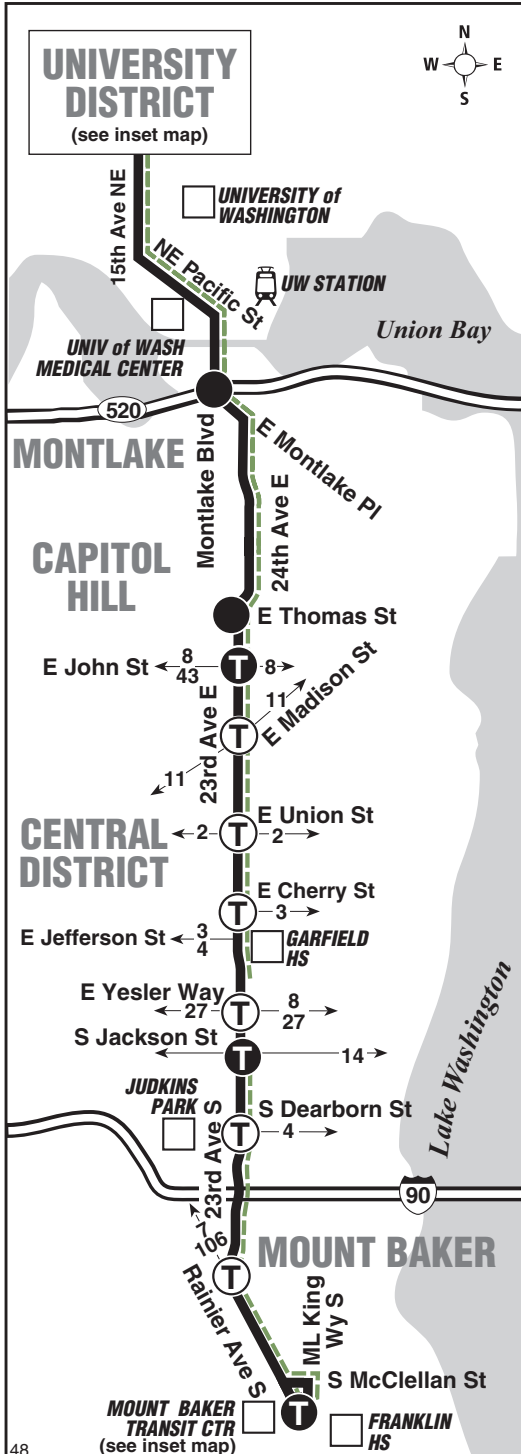 UNIVERSITY
DISTRICT
(see inset map)
N
W E
S
15th Ave NE
UNIVERSITY of
WASHINGTON
NE Pacific St
UW STATION
Union Bay
UNIV of WASH
MEDICAL CENTER
520
MONTLAKE
Montlake Blvd
E Montlake Pl
24th Ave E
CAPITOL
HILL
E Thomas St
E John St
8
43
T
8
E Madison St
11
T
11
23rd Ave E
CENTRAL
DISTRICT
E Union St
2
T
2
E Cherry St
T
3
E Jefferson St
3
4
GARFIELD
HS
E Yesler Way
27
T
8
27
S Jackson St
T
14
JUDKINS
PARK
S Dearborn St
T
4
23rd Ave S
Lake Washington
90
7
106
MOUNT BAKER
T
Rainier Ave S
ML King
Wy S
S McClellan St
MOUNT BAKER
TRANSIT CTR
(see inset map)
T
FRANKLIN
HS
48